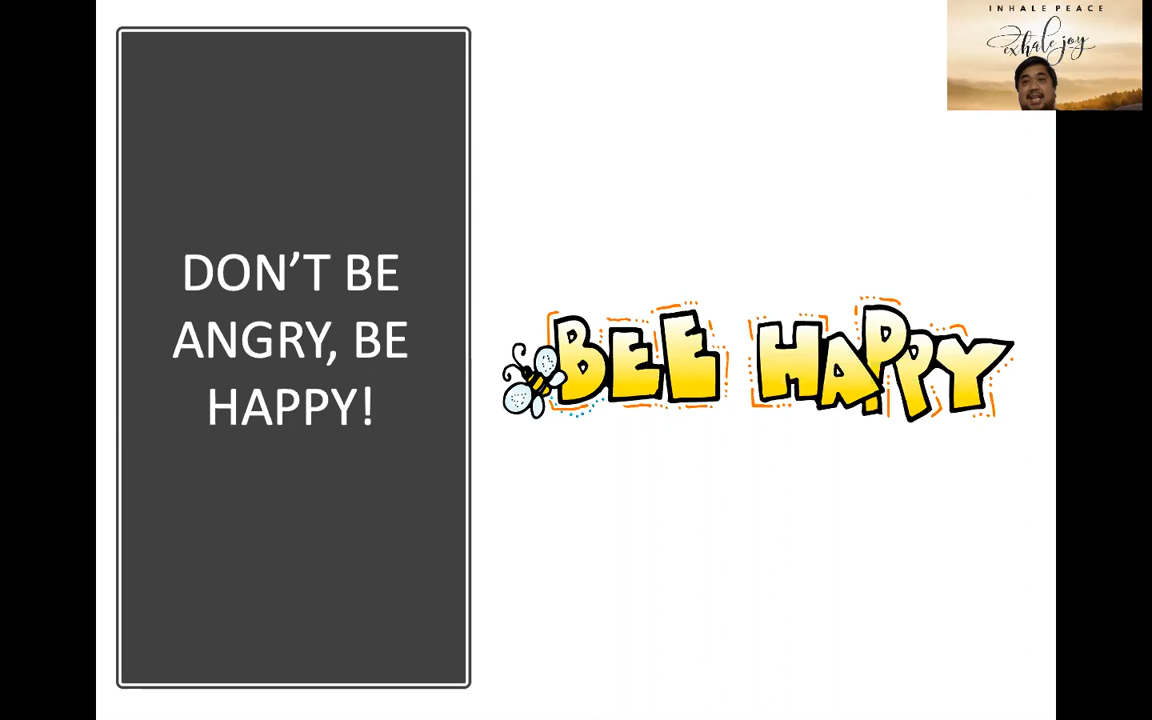 INHALE PEACE
exhale joy
DON'T BE
ANGRY, BE
HAPPY!
BEE HAPPY